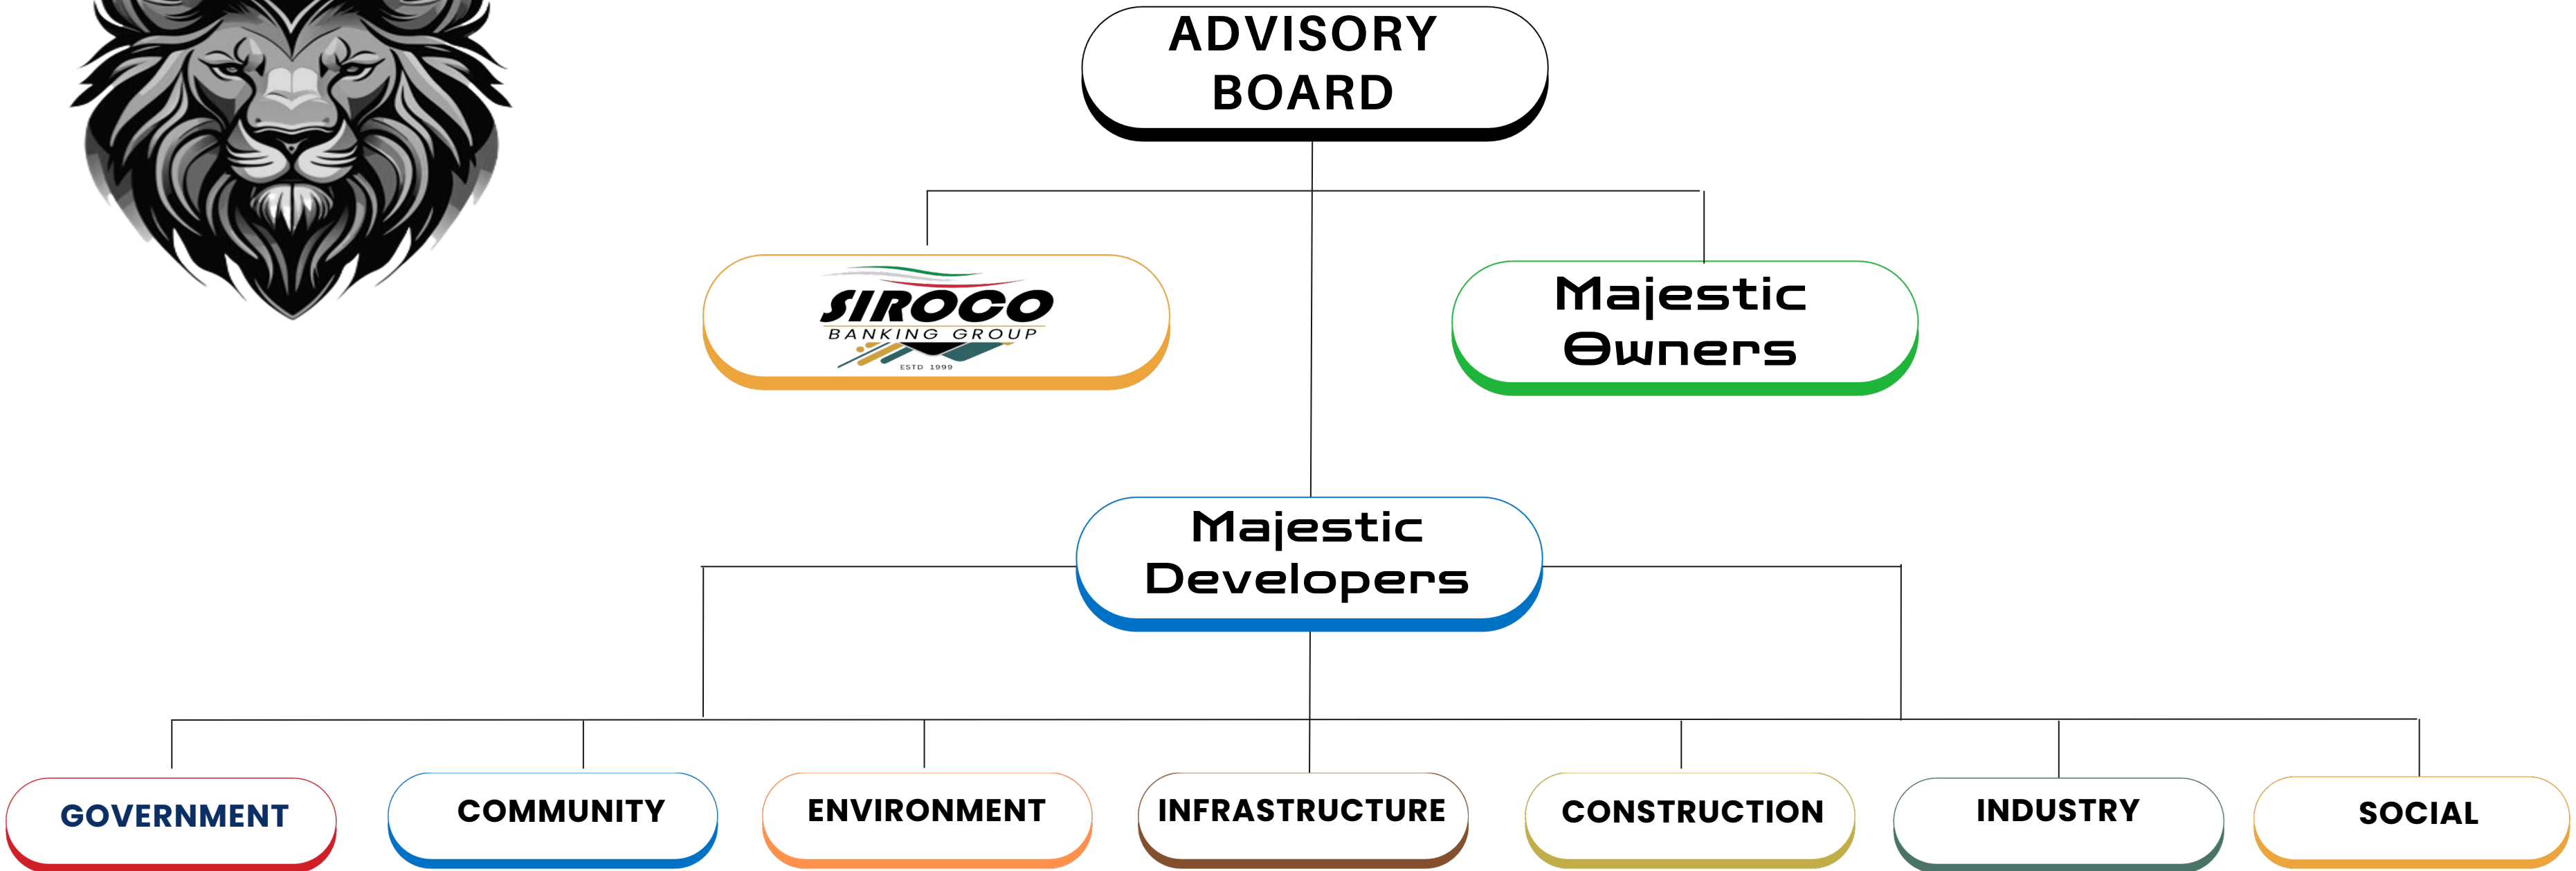 ADVISORY
BOARD
SIROCO
BANKING GROUP
ESTD 1999
Majestic
Owners
Majestic
Developers
GOVERNMENT
COMMUNITY
ENVIRONMENT
INFRASTRUCTURE
CONSTRUCTION
INDUSTRY
SOCIAL